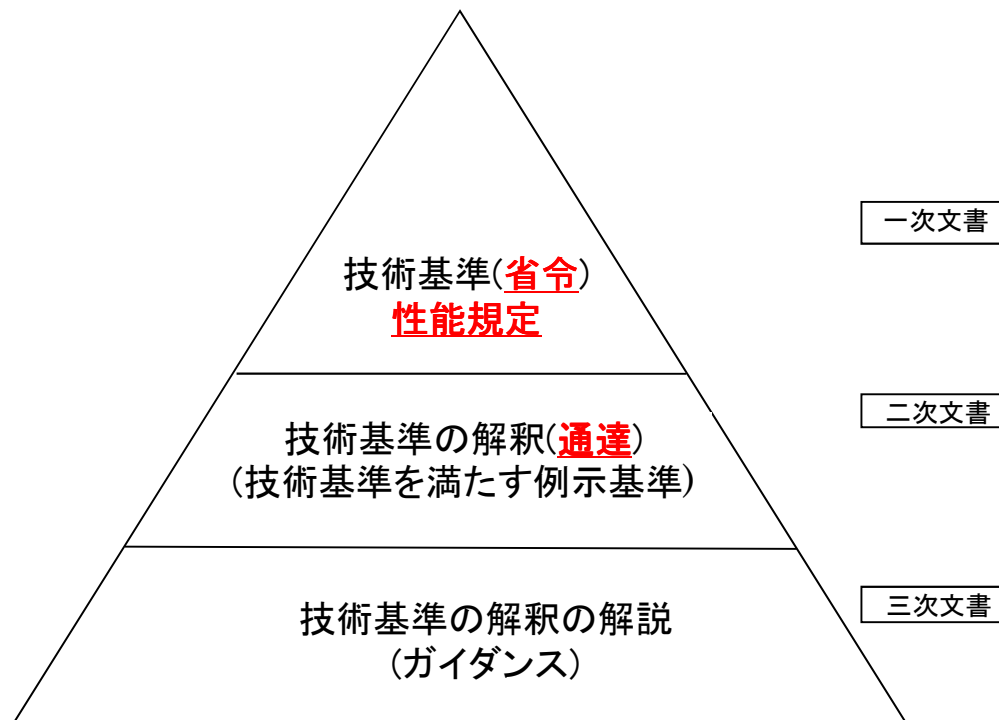 一次文書
技術基準(省令)
性能規定
二次文書
技術基準の解釈(通達)
(技術基準を満たす例示基準)
三次文書
技術基準の解釈の解説
(ガイダンス)